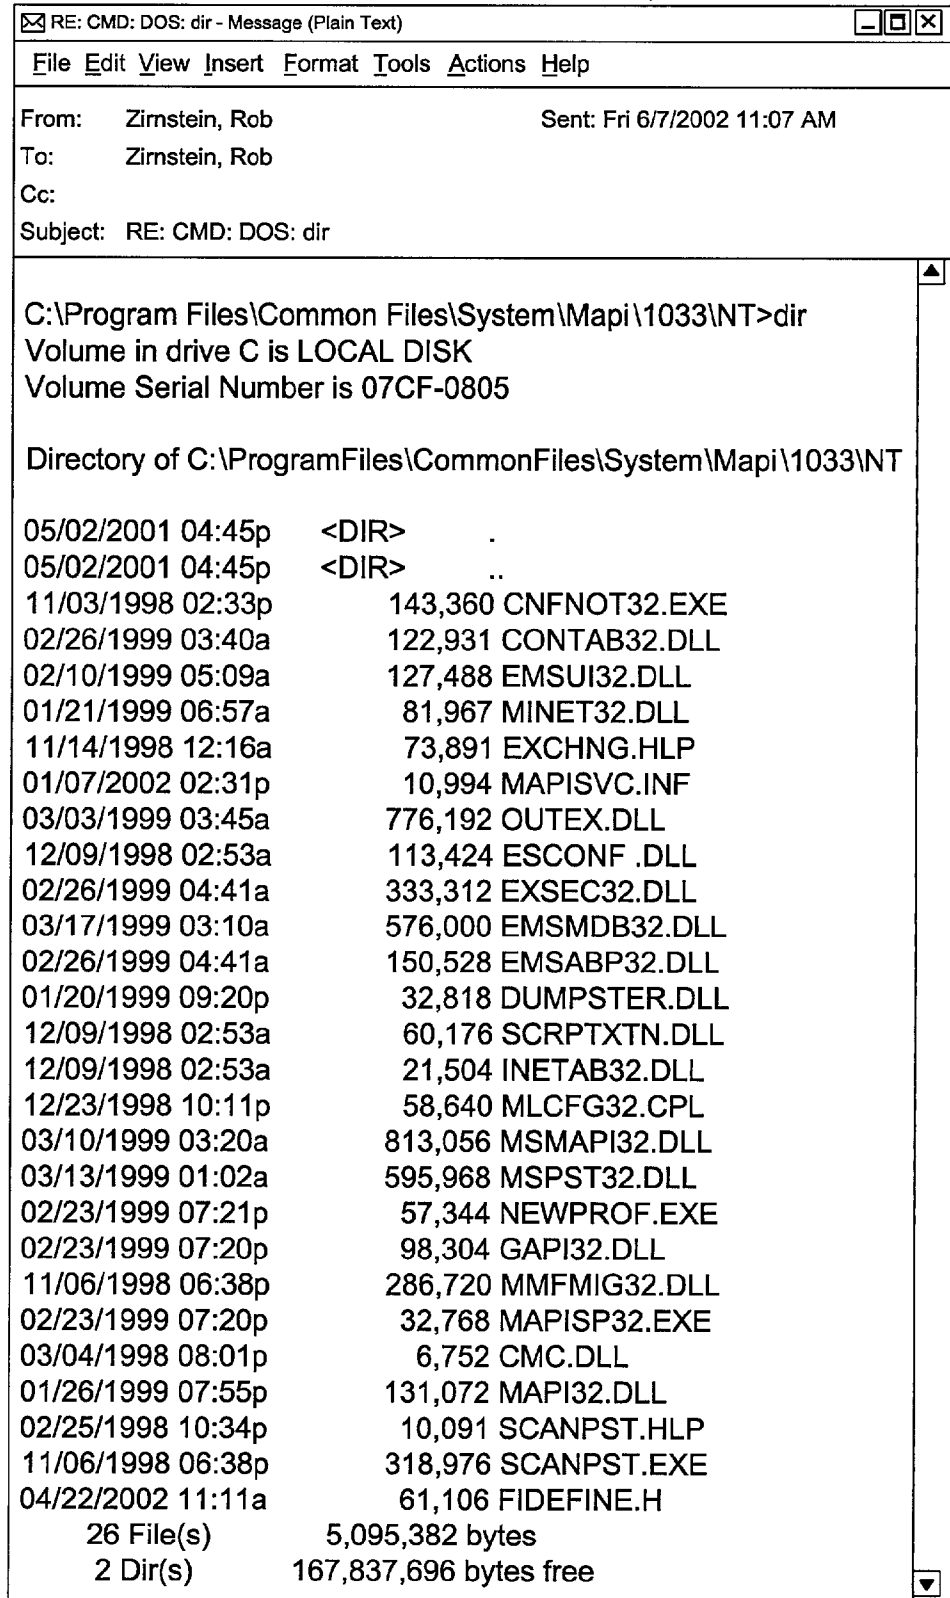 RE: CMD: DOS: dir - Message (Plain Text)
File Edit View Insert Format Tools Actions Help
From: Zirnstein, Rob Sent: Fri 6/7/2002 11:07 AM
To: Zirnstein, Rob
Cc:
Subject: RE: CMD: DOS: dir
C:\Program Files\Common Files\System\Mapi\1033\NT>dir
Volume in drive C is LOCAL DISK
Volume Serial Number is 07CF-0805
Directory of C:\ProgramFiles\CommonFiles\System\Mapi\1033\NT
05/02/2001 04:45p <DIR> .
05/02/2001 04:45p <DIR> ..
11/03/1998 02:33p 143,360 CNFNOT32.EXE
02/26/1999 03:40a 122,931 CONTAB32.DLL
02/10/1999 05:09a 127,488 EMSUI32.DLL
01/21/1999 06:57a 81,967 MINET32.DLL
11/14/1998 12:16a 73,891 EXCHNG.HLP
01/07/2002 02:31p 10,994 MAPISVC.INF
03/03/1999 03:45a 776,192 OUTEX.DLL
12/09/1998 02:53a 113,424 ESCONF .DLL
02/26/1999 04:41a 333,312 EXSEC32.DLL
03/17/1999 03:10a 576,000 EMSMDB32.DLL
02/26/1999 04:41a 150,528 EMSABP32.DLL
01/20/1999 09:20p 32,818 DUMPSTER.DLL
12/09/1998 02:53a 60,176 SCRPTXTN.DLL
12/09/1998 02:53a 21,504 INETAB32.DLL
12/23/1998 10:11p 58,640 MLCFG32.CPL
03/10/1999 03:20a 813,056 MSMAPI32.DLL
03/13/1999 01:02a 595,968 MSPST32.DLL
02/23/1999 07:21p 57,344 NEWPROF.EXE
02/23/1999 07:20p 98,304 GAPI32.DLL
11/06/1998 06:38p 286,720 MMFMIG32.DLL
02/23/1999 07:20p 32,768 MAPISP32.EXE
03/04/1998 08:01p 6,752 CMC.DLL
01/26/1999 07:55p 131,072 MAPI32.DLL
02/25/1998 10:34p 10,091 SCANPST.HLP
11/06/1998 06:38p 318,976 SCANPST.EXE
04/22/2002 11:11a 61,106 FIDEFINE.H
26 File(s) 5,095,382 bytes
2 Dir(s) 167,837,696 bytes free